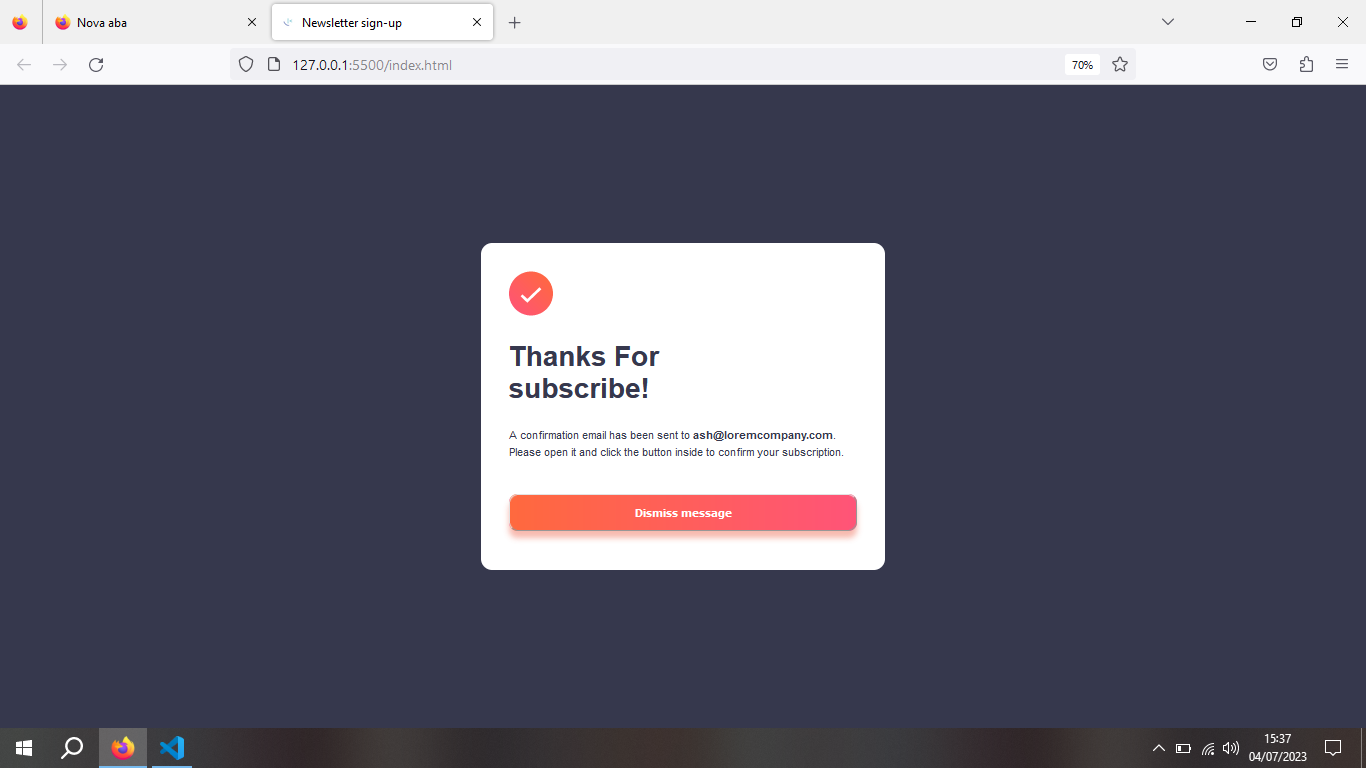 Nova aba
Newsletter sign-up
127.0.0.1:5500/index.html
70%
Thanks For
subscribe!
A confirmation email has been sent to ash@loremcompany.com.
Please open it and click the button inside to confirm your subscription.
Dismiss message
15:37
04/07/2023